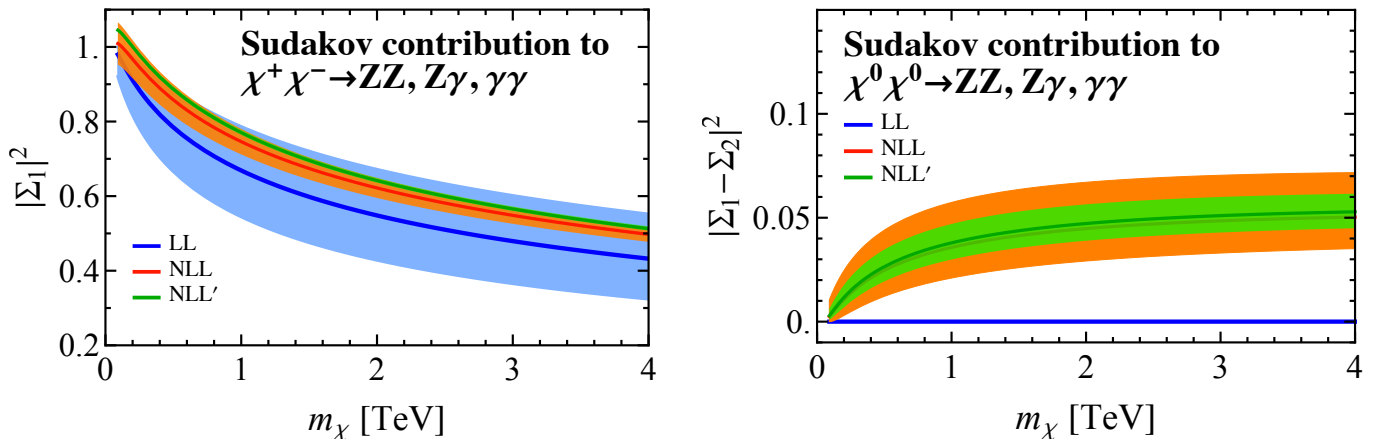 Sudakov contribution to
χ⁺χ⁻→ZZ, Zγ, γγ
|Σ₁|²
1.
0.8
0.6
0.4
0.2
LL
NLL
NLL′
0
1
2
3
4
mχ [TeV]
Sudakov contribution to
χ⁰χ⁰→ZZ, Zγ, γγ
LL
NLL
NLL′
|Σ₁−Σ₂|²
0.1
0.05
0.
0
1
2
3
4
mχ [TeV]